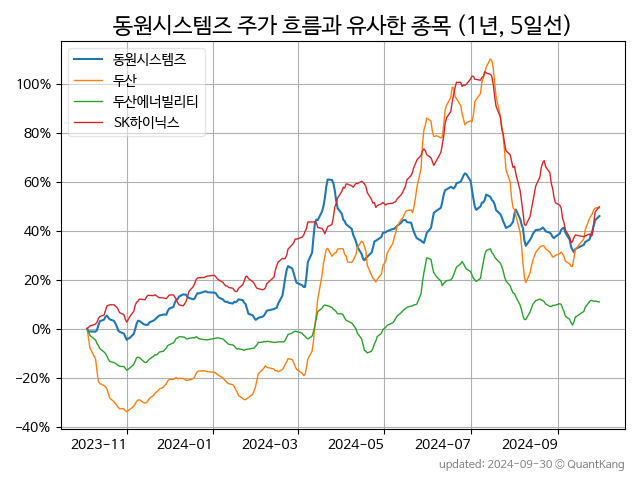 동원시스템즈 주가 흐름과 유사한 종목 (1년, 5일선)
동원시스템즈
두산
두산에너빌리티
SK하이닉스
100%
80%
60%
40%
20%
0%
−20%
−40%
2023-11 2024-01 2024-03 2024-05 2024-07 2024-09
updated: 2024-09-30 © QuantKang